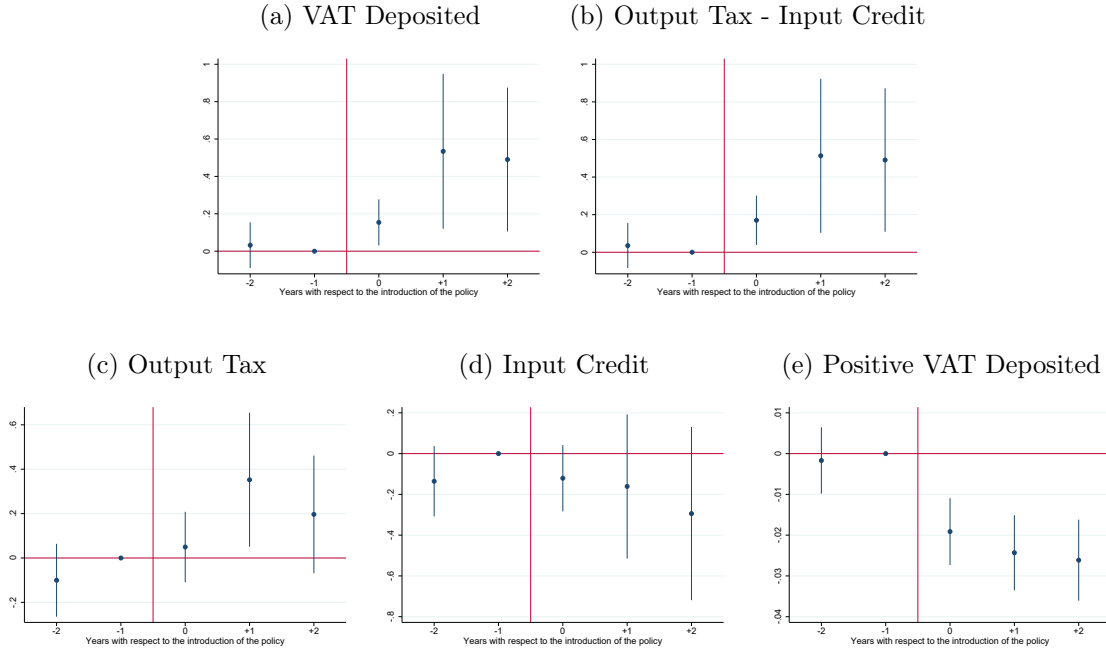 (a) VAT Deposited
(b) Output Tax - Input Credit
1
.8
.6
.4
.2
0
-2 -1 0 +1 +2
Years with respect to the introduction of the policy
1
.8
.6
.4
.2
0
-2 -1 0 +1 +2
Years with respect to the introduction of the policy
(c) Output Tax
(d) Input Credit
(e) Positive VAT Deposited
.6
.4
.2
0
-.2
-2 -1 0 +1 +2
Years with respect to the introduction of the policy
.2
0
-.2
-.4
-.6
-.8
-2 -1 0 +1 +2
Years with respect to the introduction of the policy
.01
0
-.01
-.02
-.03
-.04
-2 -1 0 +1 +2
Years with respect to the introduction of the policy